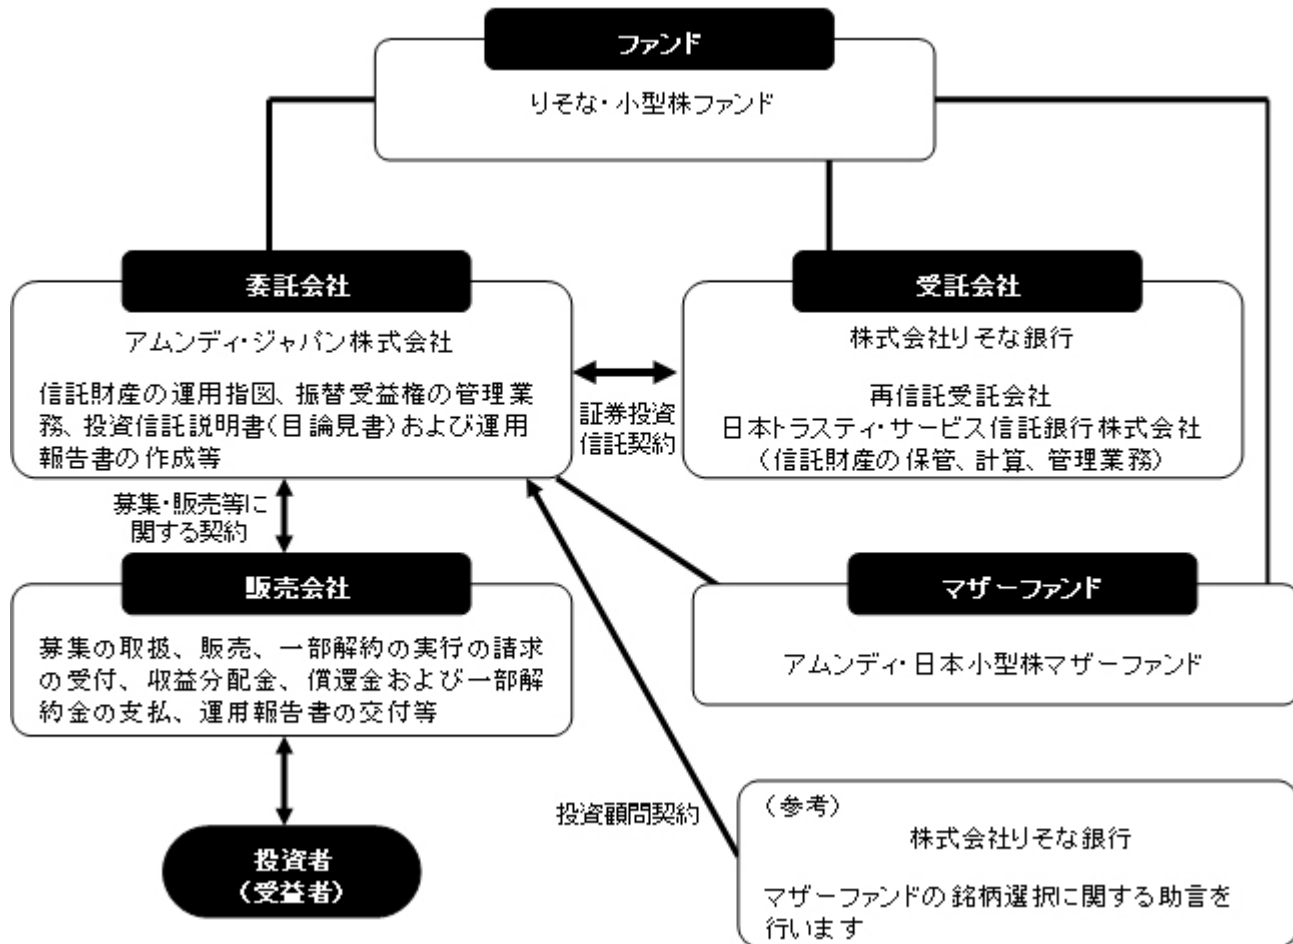 ファンド
りそな・小型株ファンド
委託会社
アムンディ・ジャパン株式会社
信託財産の運用指図、振替受益権の管理業
務、投資信託説明書(目論見書)および運用
報告書の作成等
証券投資
信託契約
受託会社
株式会社りそな銀行
再信託受託会社
日本トラスティ・サービス信託銀行株式会社
(信託財産の保管、計算、管理業務)
募集・販売等に
関する契約
販売会社
募集の取扱、販売、一部解約の実行の請求
の受付、収益分配金、償還金および一部解
約金の支払、運用報告書の交付等
マザーファンド
アムンディ・日本小型株マザーファンド
投資顧問契約
(参考)
株式会社りそな銀行
マザーファンドの銘柄選択に関する助言を
行います
投資者
(受益者)